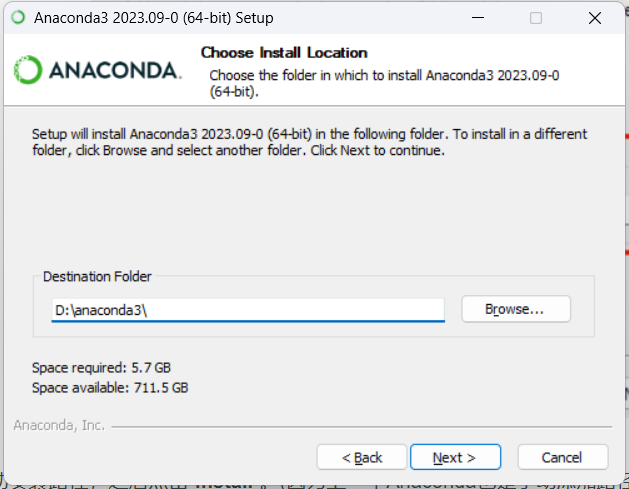 Anaconda3 2023.09-0 (64-bit) Setup
Choose Install Location
ANACONDA.
Choose the folder in which to install Anaconda3 2023.09-0
(64-bit).
Setup will install Anaconda3 2023.09-0 (64-bit) in the following folder. To install in a different
folder, click Browse and select another folder. Click Next to continue.
Destination Folder
D:\anaconda3\
Browse...
Space required: 5.7 GB
Space available: 711.5 GB
Anaconda, Inc.
< Back
Next >
Cancel